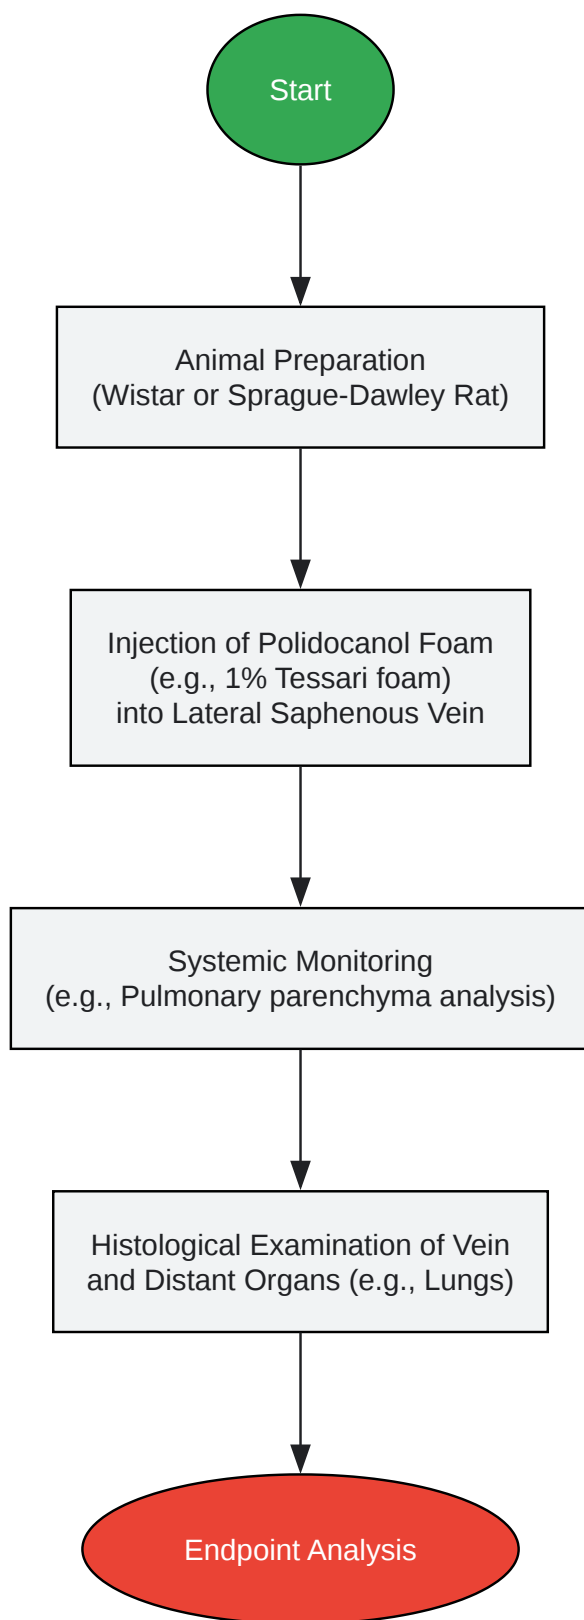 Start
Animal Preparation
(Wistar or Sprague-Dawley Rat)
Injection of Polidocanol Foam
(e.g., 1% Tessari foam)
into Lateral Saphenous Vein
Systemic Monitoring
(e.g., Pulmonary parenchyma analysis)
Histological Examination of Vein
and Distant Organs (e.g., Lungs)
Endpoint Analysis